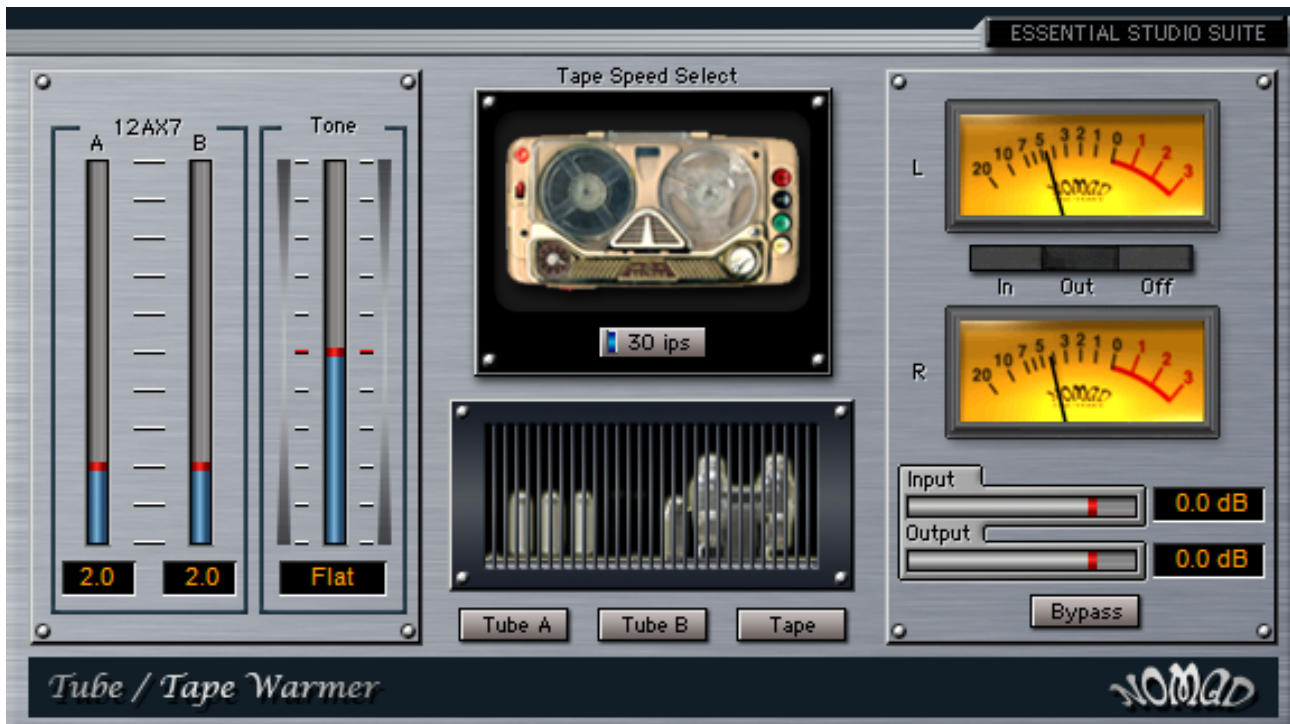 ESSENTIAL STUDIO SUITE
12AX7
A
B
2.0
2.0
Tone
Flat
Tape Speed Select
30 ips
Tube A
Tube B
Tape
L
20 10 7 5 3 2 1 0 1 2 3
NOMAD
In
Out
Off
R
20 10 7 5 3 2 1 0 1 2 3
NOMAD
Input
0.0 dB
Output
0.0 dB
Bypass
Tube / Tape Warmer
NOMAD